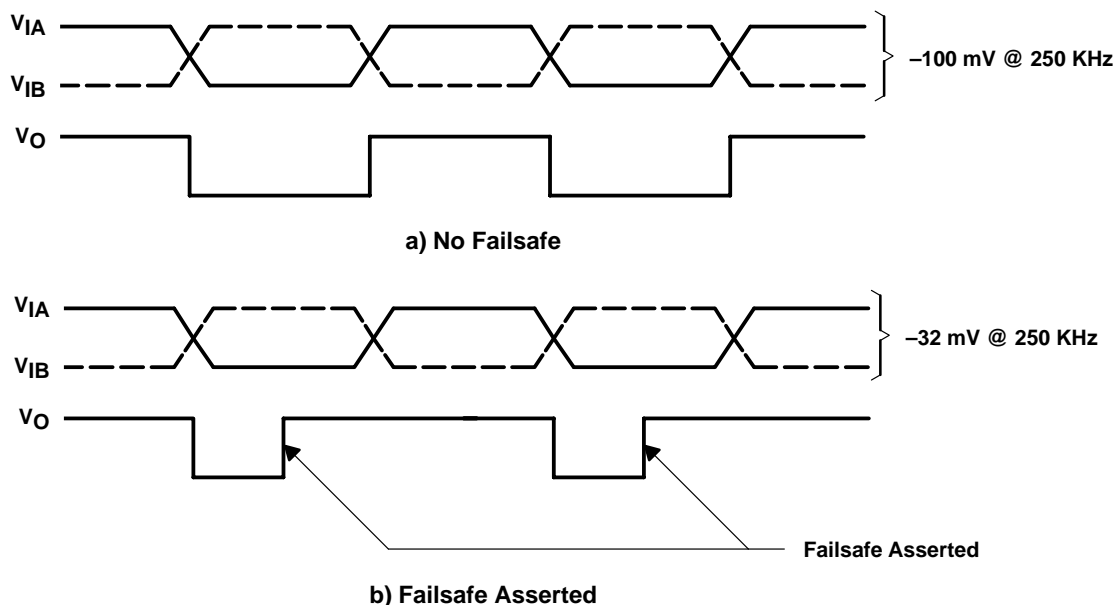 VIA
VIB
–100 mV @ 250 KHz
VO
a) No Failsafe
VIA
VIB
–32 mV @ 250 KHz
VO
Failsafe Asserted
b) Failsafe Asserted